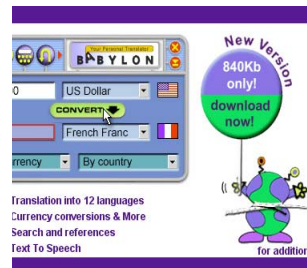 Your Personal Translator
BABYLON
0
US Dollar
CONVERT
French Franc
rrency
By country
Translation into 12 languages
Currency conversions & More
Search and references
Text To Speech
New Version
840Kb
only!
download
now!
for addition